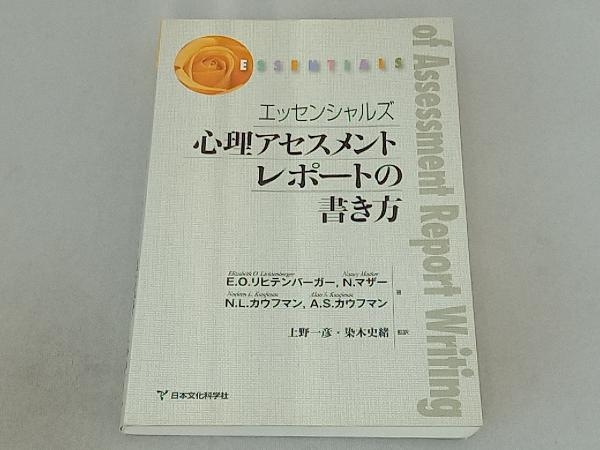 ESSENTIALS
of Assessment Report Writing
エッセンシャルズ
心理アセスメント
レポートの
書き方
Elizabeth O. Lichtenberger Nancy Mather
E.O.リヒテンバーガー, N.マザー
Nadeen L. Kaufman Alan S. Kaufman
N.L.カウフマン, A.S.カウフマン 著
上野一彦・染木史緒 監訳
日本文化科学社